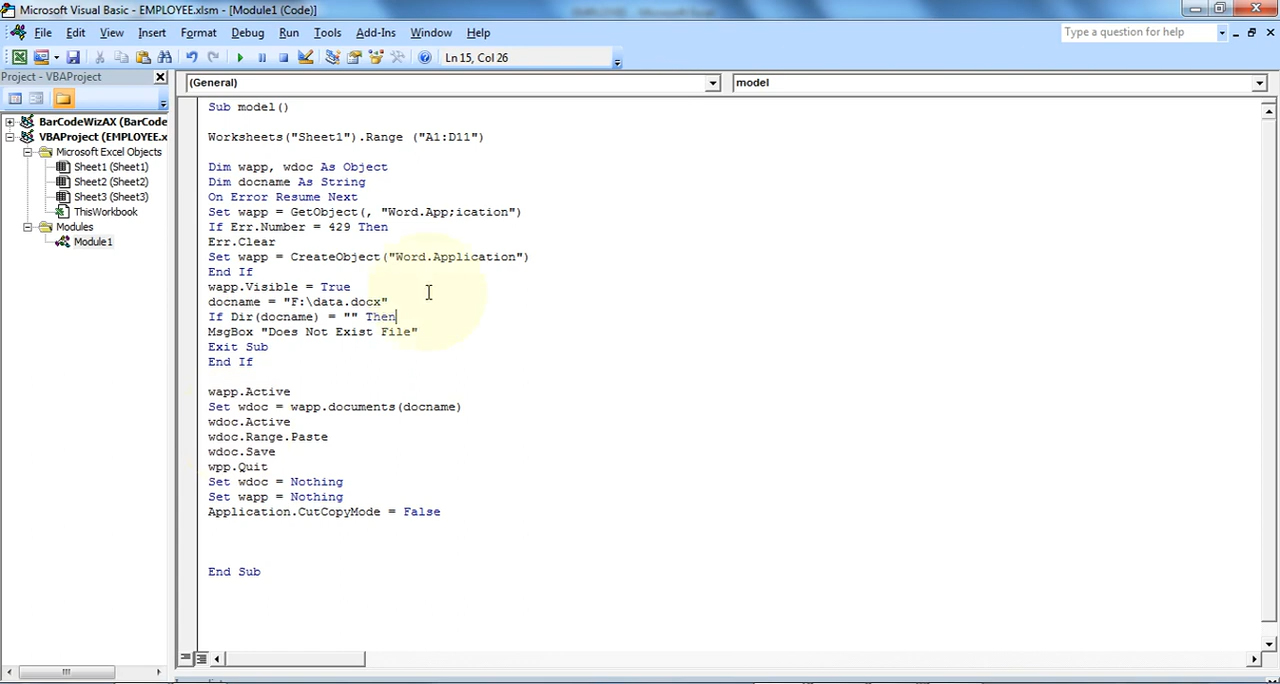 Microsoft Visual Basic - EMPLOYEE.xlsm - [Module1 (Code)]
File Edit View Insert Format Debug Run Tools Add-Ins Window Help
Type a question for help
Ln 15, Col 26
Project - VBAProject
(General)
model
BarCodeWizAX (BarCode
VBAProject (EMPLOYEE.x
Microsoft Excel Objects
Sheet1 (Sheet1)
Sheet2 (Sheet2)
Sheet3 (Sheet3)
ThisWorkbook
Modules
Module1
Sub model()
Worksheets("Sheet1").Range ("A1:D11")
Dim wapp, wdoc As Object
Dim docname As String
On Error Resume Next
Set wapp = GetObject(, "Word.App;ication")
If Err.Number = 429 Then
Err.Clear
Set wapp = CreateObject("Word.Application")
End If
wapp.Visible = True
docname = "F:\data.docx"
If Dir(docname) = "" Then
MsgBox "Does Not Exist File"
Exit Sub
End If
wapp.Active
Set wdoc = wapp.documents(docname)
wdoc.Active
wdoc.Range.Paste
wdoc.Save
wpp.Quit
Set wdoc = Nothing
Set wapp = Nothing
Application.CutCopyMode = False
End Sub